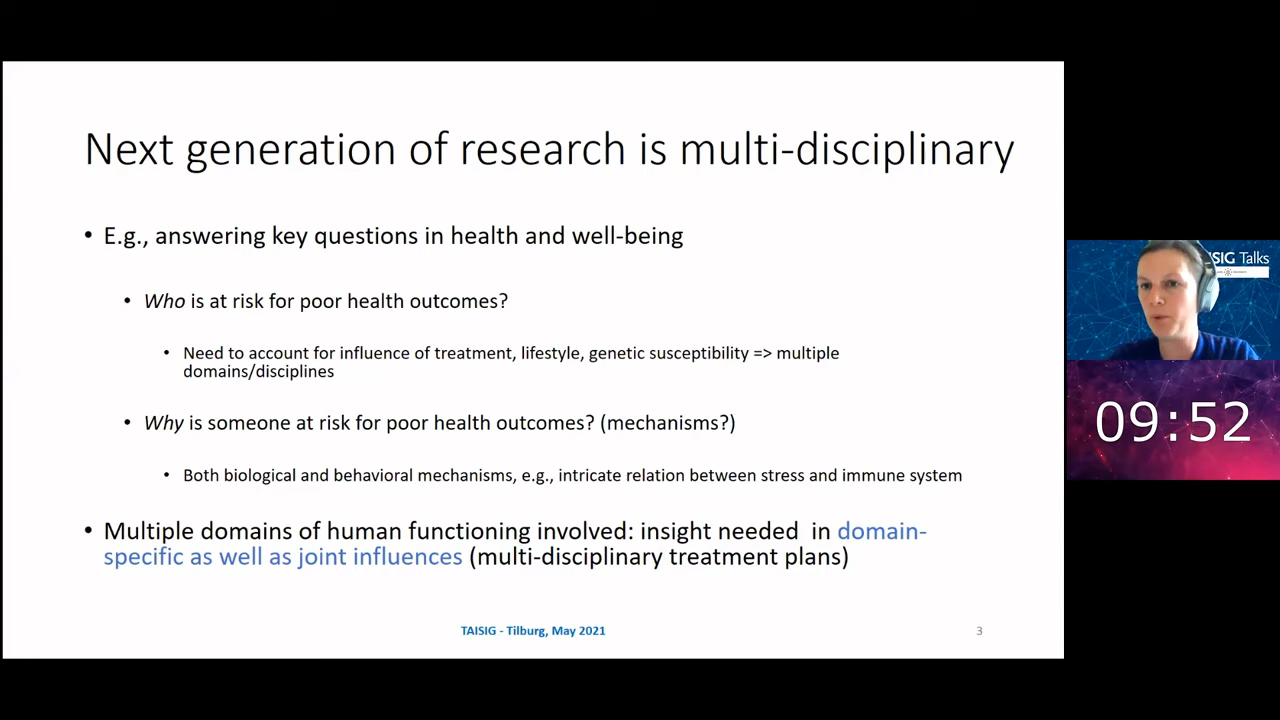 Next generation of research is multi-disciplinary
• E.g., answering key questions in health and well-being
• Who is at risk for poor health outcomes?
• Need to account for influence of treatment, lifestyle, genetic susceptibility => multiple
domains/disciplines
• Why is someone at risk for poor health outcomes? (mechanisms?)
• Both biological and behavioral mechanisms, e.g., intricate relation between stress and immune system
• Multiple domains of human functioning involved: insight needed in domain-
specific as well as joint influences (multi-disciplinary treatment plans)
TAISIG - Tilburg, May 2021
3
SIG Talks
09:52